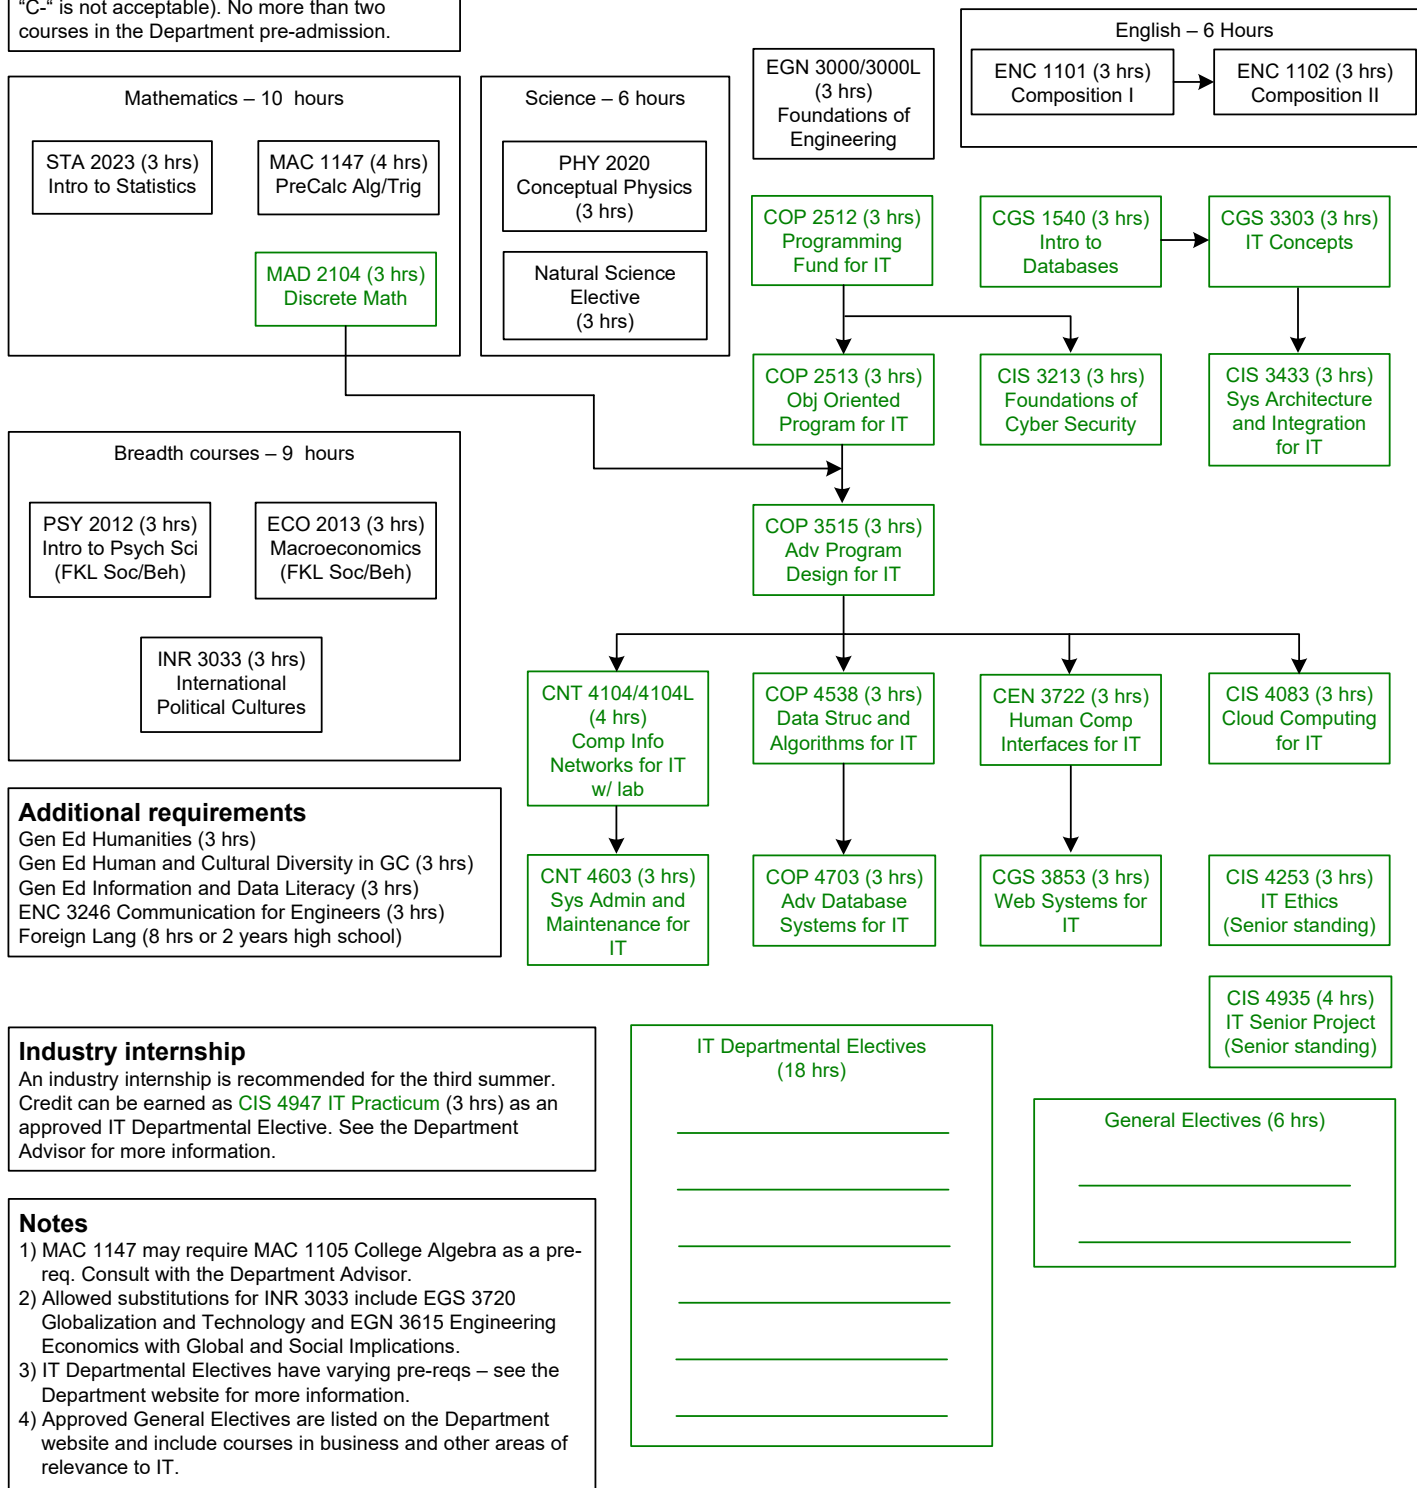 “C-“ is not acceptable). No more than two
courses in the Department pre-admission.
English – 6 Hours
ENC 1101 (3 hrs)
Composition I
ENC 1102 (3 hrs)
Composition II
EGN 3000/3000L
(3 hrs)
Foundations of
Engineering
Mathematics – 10  hours
STA 2023 (3 hrs)
Intro to Statistics
MAC 1147 (4 hrs)
PreCalc Alg/Trig
MAD 2104 (3 hrs)
Discrete Math
Science – 6 hours
PHY 2020
Conceptual Physics
(3 hrs)
Natural Science
Elective
(3 hrs)
COP 2512 (3 hrs)
Programming
Fund for IT
CGS 1540 (3 hrs)
Intro to
Databases
CGS 3303 (3 hrs)
IT Concepts
COP 2513 (3 hrs)
Obj Oriented
Program for IT
CIS 3213 (3 hrs)
Foundations of
Cyber Security
CIS 3433 (3 hrs)
Sys Architecture
and Integration
for IT
Breadth courses – 9  hours
PSY 2012 (3 hrs)
Intro to Psych Sci
(FKL Soc/Beh)
ECO 2013 (3 hrs)
Macroeconomics
(FKL Soc/Beh)
INR 3033 (3 hrs)
International
Political Cultures
COP 3515 (3 hrs)
Adv Program
Design for IT
CNT 4104/4104L
(4 hrs)
Comp Info
Networks for IT
w/ lab
COP 4538 (3 hrs)
Data Struc and
Algorithms for IT
CEN 3722 (3 hrs)
Human Comp
Interfaces for IT
CIS 4083 (3 hrs)
Cloud Computing
for IT
Additional requirements
Gen Ed Humanities (3 hrs)
Gen Ed Human and Cultural Diversity in GC (3 hrs)
Gen Ed Information and Data Literacy (3 hrs)
ENC 3246 Communication for Engineers (3 hrs)
Foreign Lang (8 hrs or 2 years high school)
CNT 4603 (3 hrs)
Sys Admin and
Maintenance for
IT
COP 4703 (3 hrs)
Adv Database
Systems for IT
CGS 3853 (3 hrs)
Web Systems for
IT
CIS 4253 (3 hrs)
IT Ethics
(Senior standing)
CIS 4935 (4 hrs)
IT Senior Project
(Senior standing)
Industry internship
An industry internship is recommended for the third summer.
Credit can be earned as CIS 4947 IT Practicum (3 hrs) as an
approved IT Departmental Elective. See the Department
Advisor for more information.
IT Departmental Electives
(18 hrs)
General Electives (6 hrs)
Notes
1) MAC 1147 may require MAC 1105 College Algebra as a pre-
req. Consult with the Department Advisor.
2) Allowed substitutions for INR 3033 include EGS 3720
Globalization and Technology and EGN 3615 Engineering
Economics with Global and Social Implications.
3) IT Departmental Electives have varying pre-reqs – see the
Department website for more information.
4) Approved General Electives are listed on the Department
website and include courses in business and other areas of
relevance to IT.